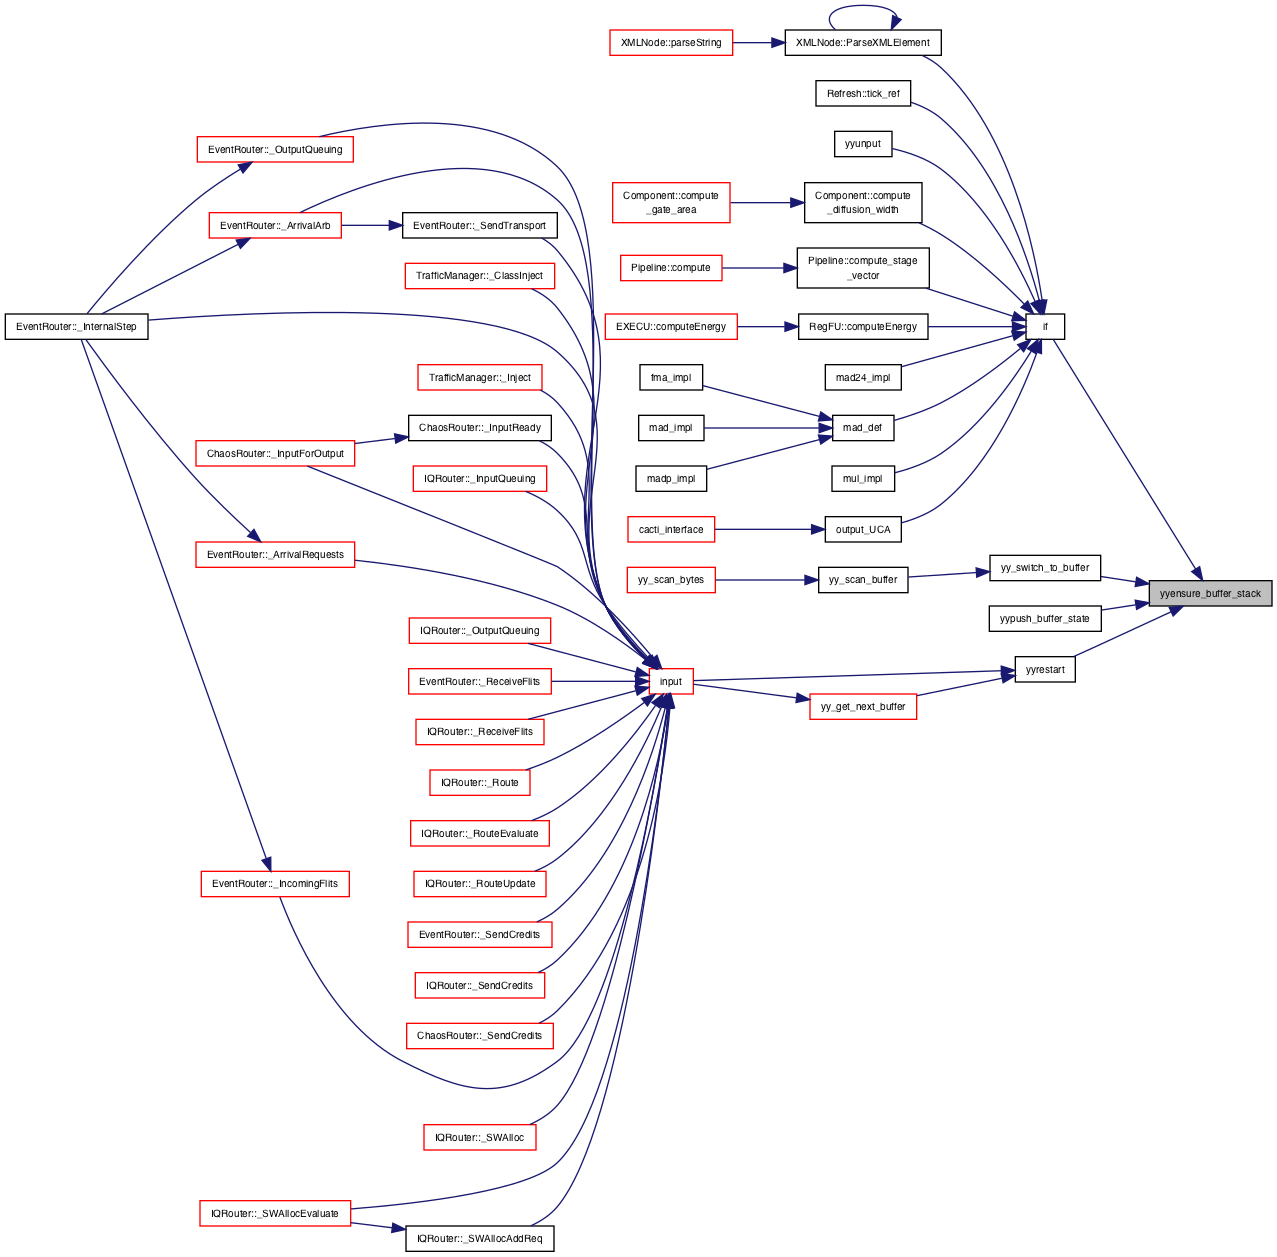 XMLNode::parseString
XMLNode::ParseXMLElement
Refresh::tick_ref
yyunput
EventRouter::_OutputQueuing
Component::compute
_gate_area
Component::compute
_diffusion_width
EventRouter::_ArrivalArb
EventRouter::_SendTransport
Pipeline::compute
Pipeline::compute_stage
_vector
TrafficManager::_ClassInject
EventRouter::_InternalStep
EXECU::computeEnergy
RegFU::computeEnergy
if
TrafficManager::_Inject
fma_impl
mad24_impl
ChaosRouter::_InputReady
mad_impl
mad_def
ChaosRouter::_InputForOutput
IQRouter::_InputQueuing
madp_impl
mul_impl
cacti_interface
output_UCA
EventRouter::_ArrivalRequests
yy_scan_bytes
yy_scan_buffer
yy_switch_to_buffer
yyensure_buffer_stack
yypush_buffer_state
IQRouter::_OutputQueuing
EventRouter::_ReceiveFlits
input
yyrestart
yy_get_next_buffer
IQRouter::_ReceiveFlits
IQRouter::_Route
IQRouter::_RouteEvaluate
EventRouter::_IncomingFlits
IQRouter::_RouteUpdate
EventRouter::_SendCredits
IQRouter::_SendCredits
ChaosRouter::_SendCredits
IQRouter::_SWAlloc
IQRouter::_SWAllocEvaluate
IQRouter::_SWAllocAddReq